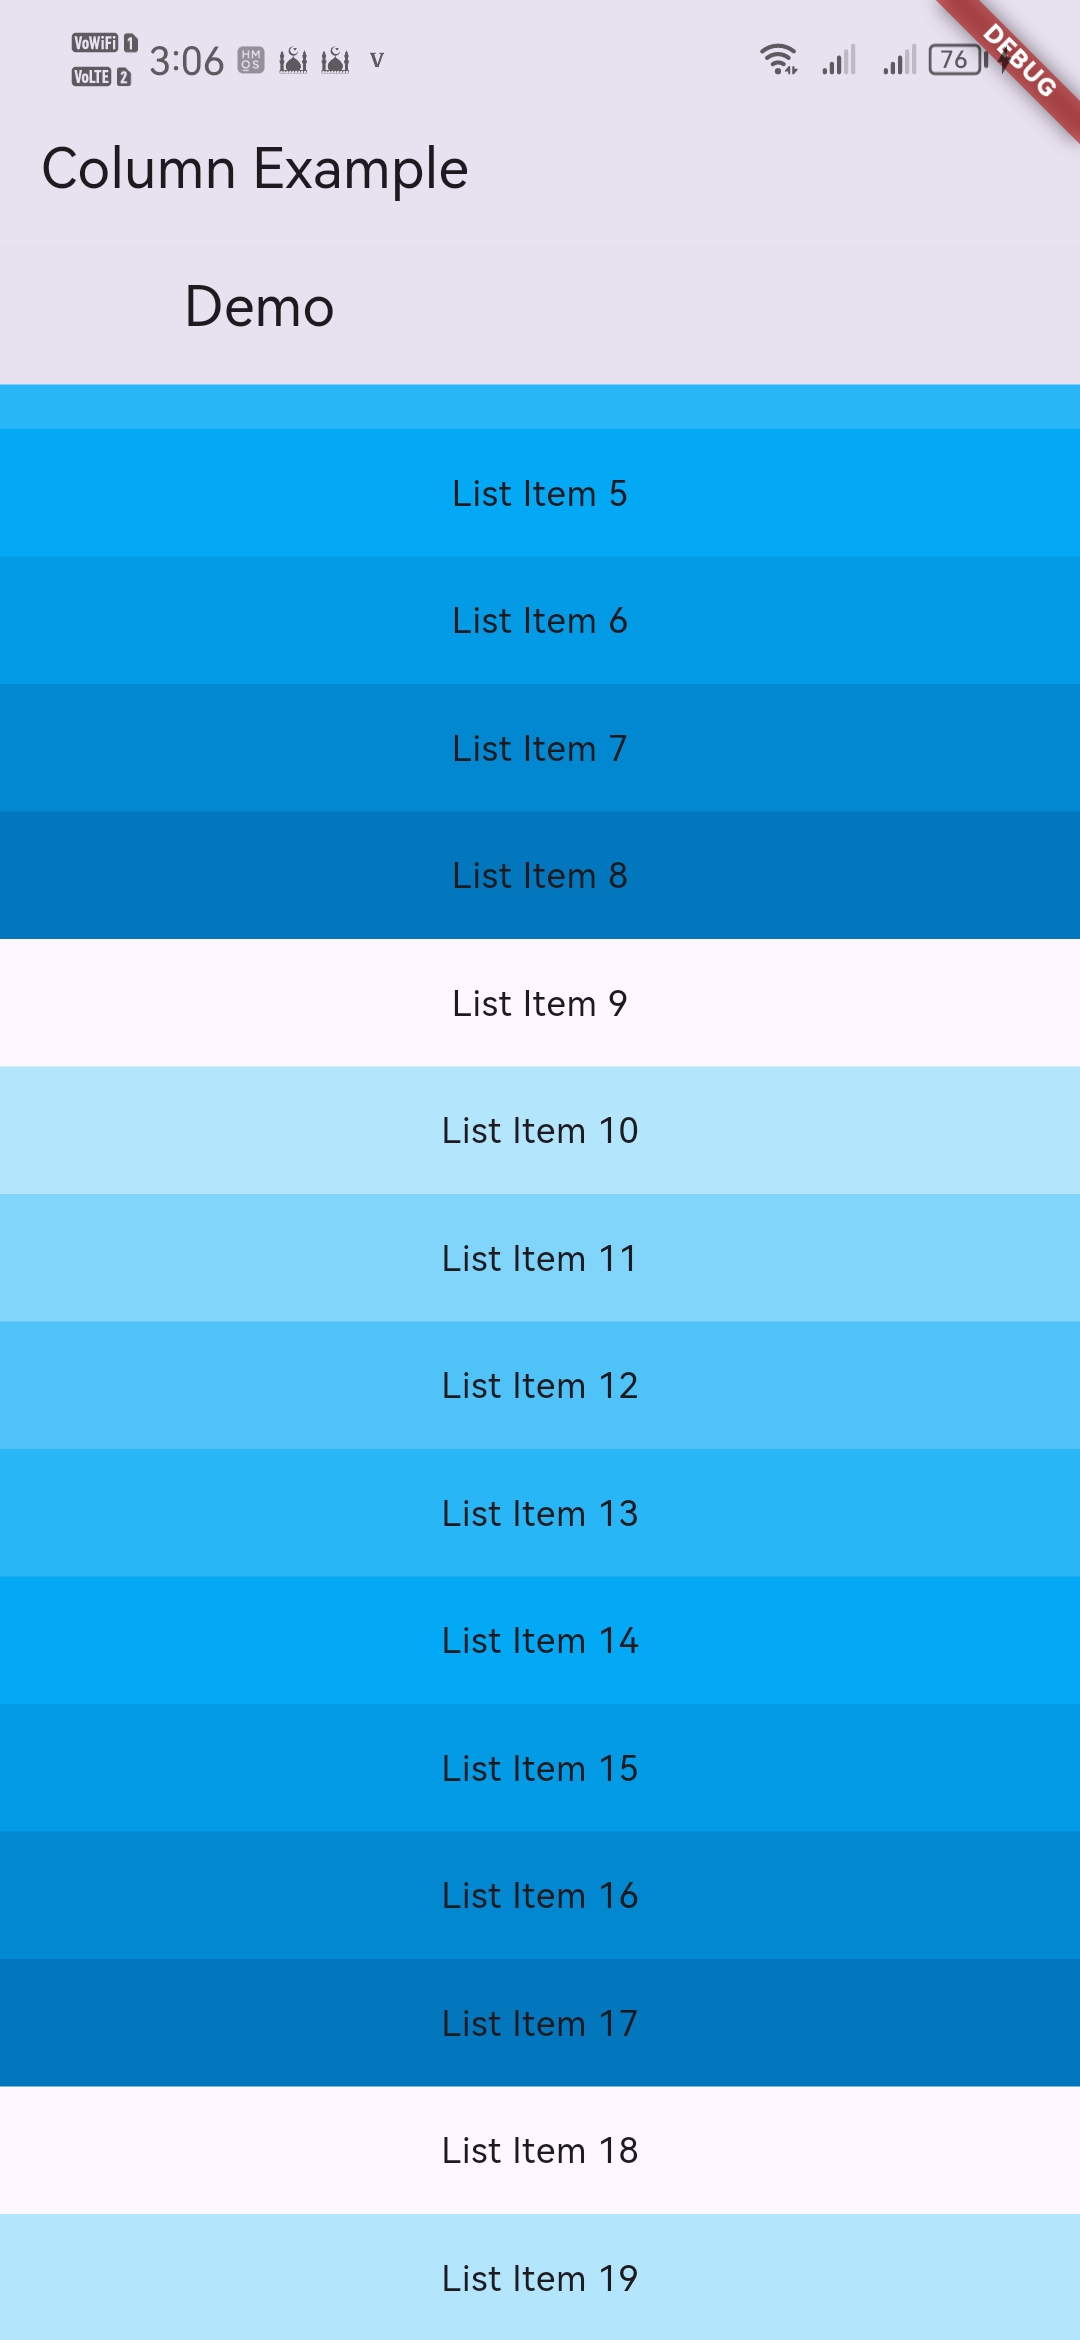 VoWiFi 1
VoLTE 2
3:06
HM
OS
V
76
DEBUG
Column Example
Demo
List Item 5
List Item 6
List Item 7
List Item 8
List Item 9
List Item 10
List Item 11
List Item 12
List Item 13
List Item 14
List Item 15
List Item 16
List Item 17
List Item 18
List Item 19